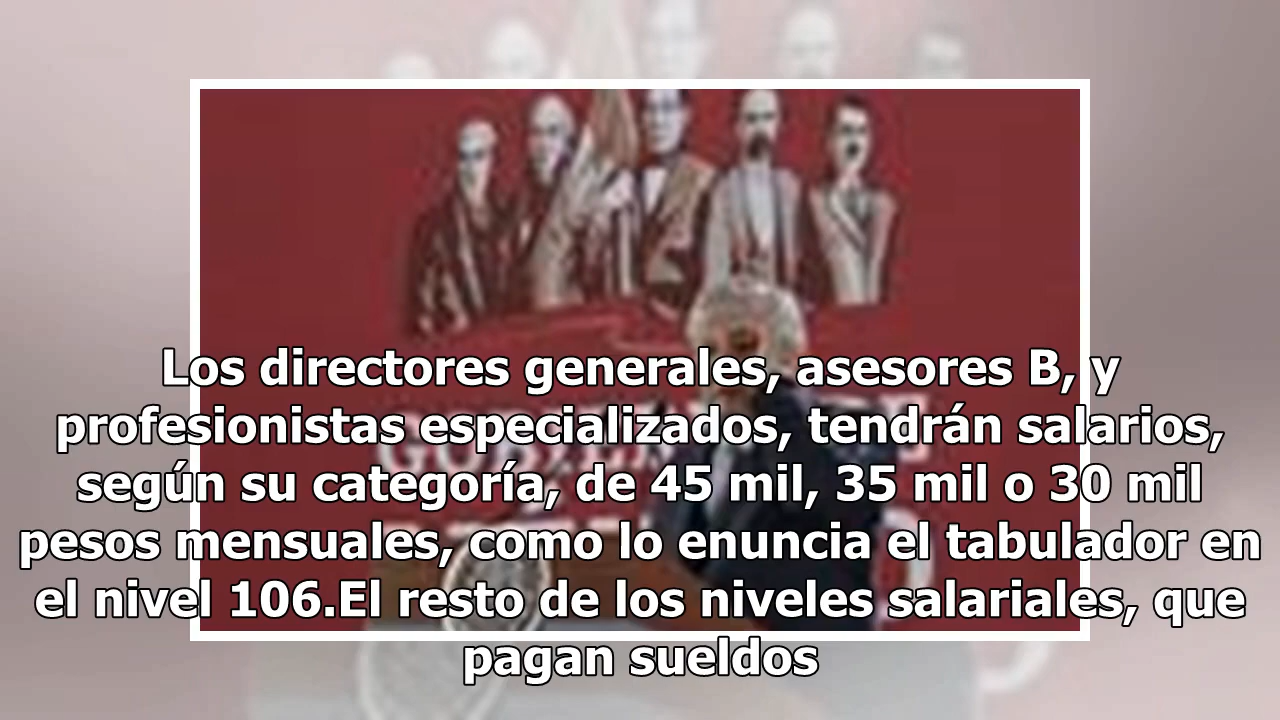 Los directores generales, asesores B, y
profesionistas especializados, tendrán salarios,
según su categoría, de 45 mil, 35 mil o 30 mil
pesos mensuales, como lo enuncia el tabulador en
el nivel 106.El resto de los niveles salariales, que
pagan sueldos